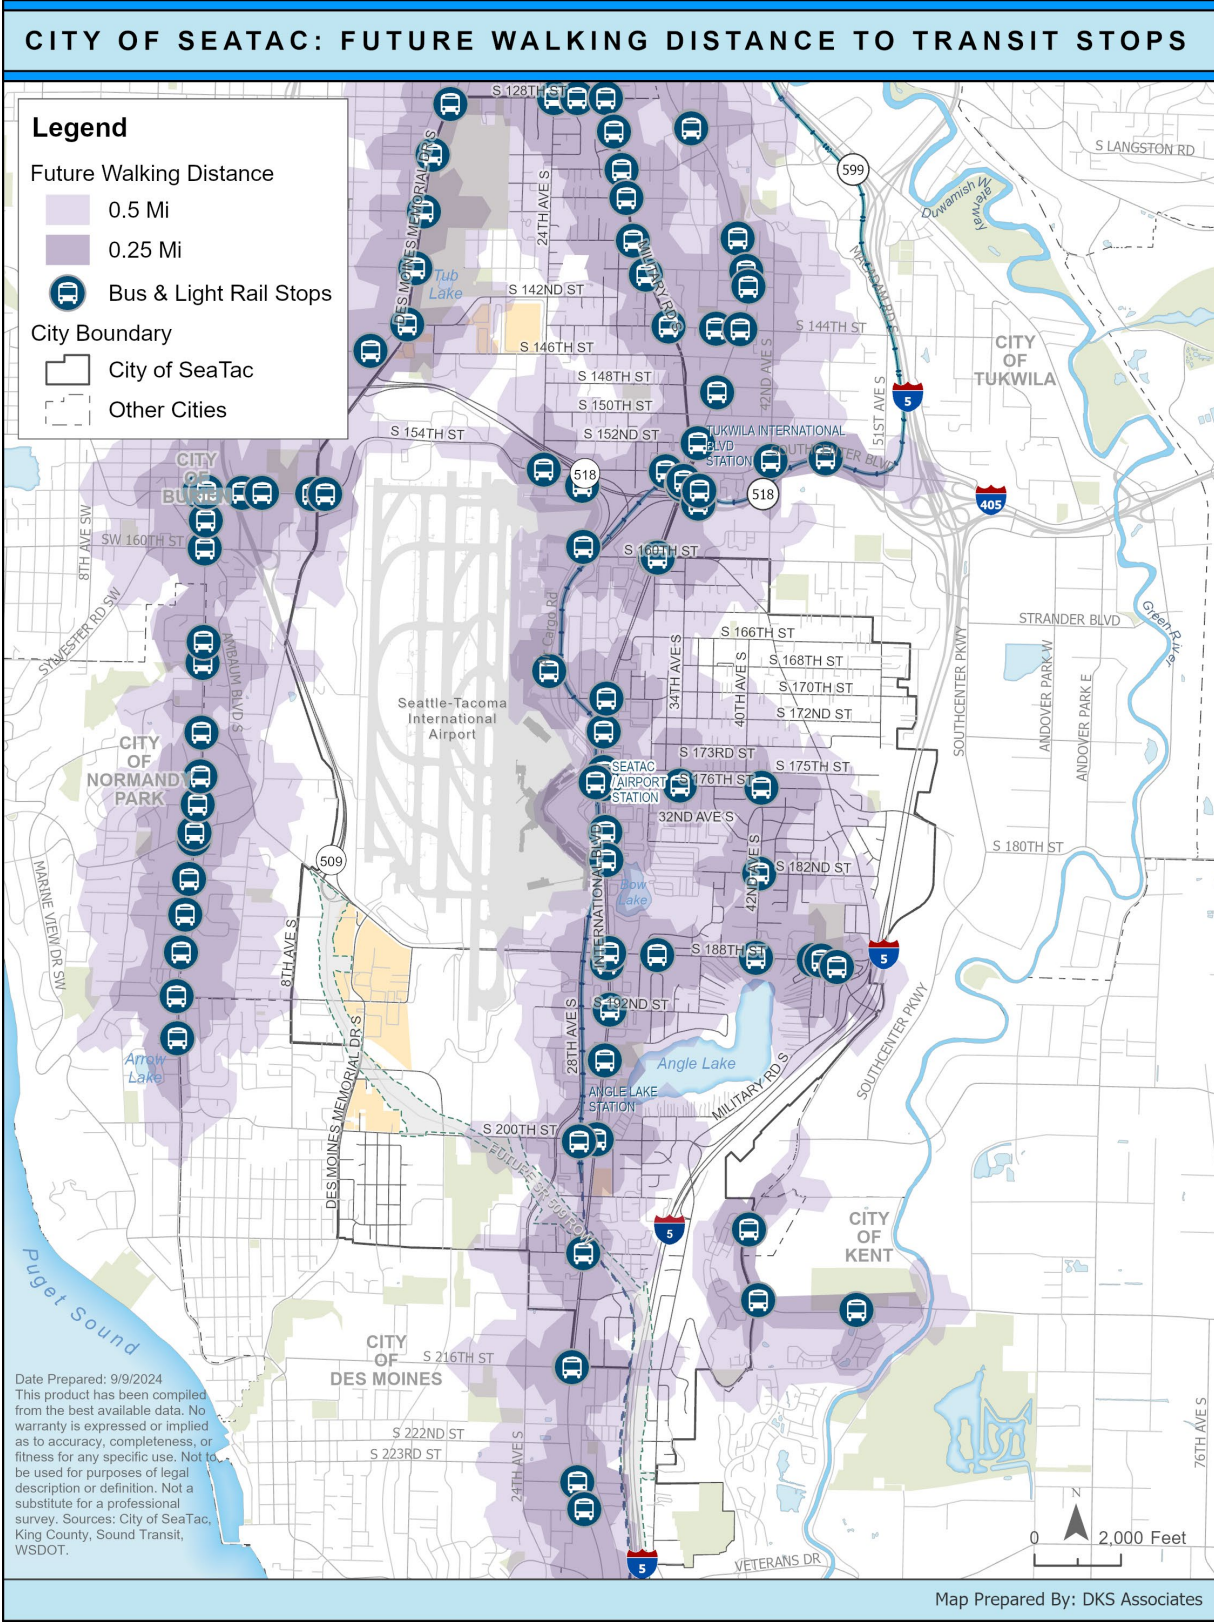 CITY OF SEATAC: FUTURE WALKING DISTANCE TO TRANSIT STOPS
Legend
Future Walking Distance
0.5 Mi
0.25 Mi
Bus & Light Rail Stops
City Boundary
City of SeaTac
Other Cities
S 128TH ST
S LANGSTON RD
599
Duwamish Waterway
DES MOINES MEMORIAL DR S
24TH AVE S
MILITARY RD S
MACADAM RD S
Tub
Lake
S 142ND ST
S 144TH ST
S 146TH ST
CITY
OF
TUKWILA
S 148TH ST
42ND AVE S
51ST AVE S
5
S 150TH ST
S 154TH ST
S 152ND ST
TUKWILA INTERNATIONAL
BLVD
STATION
SOUTHCENTER BLVD
CITY
OF
518
518
405
8TH AVE SW
SW 160TH ST
S 160TH ST
SYLVESTER RD SW
AMBAUM BLVD S
Cargo Rd
STRANDER BLVD
Green River
S 166TH ST
S 168TH ST
S 170TH ST
S 172ND ST
34TH AVE S
40TH AVE S
SOUTHCENTER PKWY
ANDOVER PARK W
ANDOVER PARK E
Seattle-Tacoma
International
Airport
CITY
OF
NORMANDY
PARK
S 173RD ST
S 175TH ST
SEATAC
/AIRPORT
STATION
S 176TH ST
32ND AVE S
S 180TH ST
509
INTERNATIONAL BLVD
Bow
Lake
42ND AVE S
S 182ND ST
MARINE VIEW DR SW
8TH AVE S
S 188TH ST
5
28TH AVE S
S 192ND ST
SOUTHCENTER PKWY
Arrow
Lake
Angle Lake
DES MOINES MEMORIAL DR S
ANGLE LAKE
STATION
MILITARY RD S
S 200TH ST
FUTURE SR 509 ROW
5
CITY
OF
KENT
Puget Sound
CITY
OF
DES MOINES
S 216TH ST
S 222ND ST
S 223RD ST
24TH AVE S
76TH AVE S
Date Prepared: 9/9/2024
This product has been compiled
from the best available data. No
warranty is expressed or implied
as to accuracy, completeness, or
fitness for any specific use. Not to
be used for purposes of legal
description or definition. Not a
substitute for a professional
survey. Sources: City of SeaTac,
King County, Sound Transit,
WSDOT.
N
0 2,000 Feet
VETERANS DR
5
Map Prepared By: DKS Associates